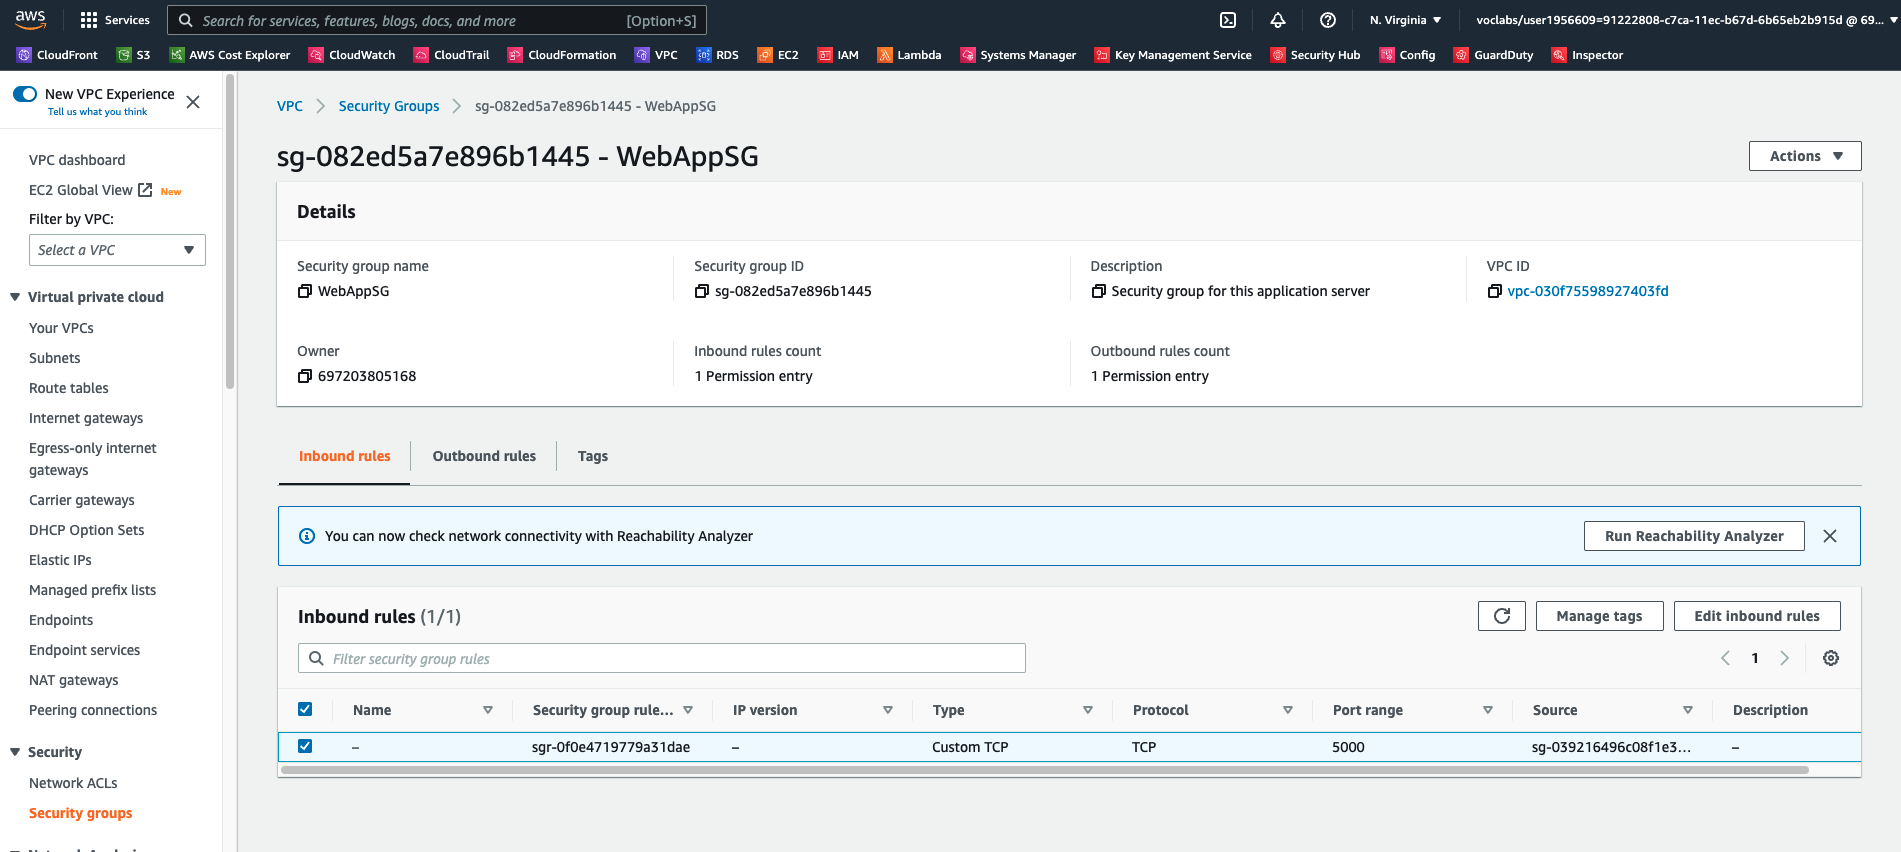 aws
Services
Search for services, features, blogs, docs, and more
[Option+S]
N. Virginia
voclabs/user1956609=91222808-c7ca-11ec-b67d-6b65eb2b915d @ 69...
CloudFront
S3
AWS Cost Explorer
CloudWatch
CloudTrail
CloudFormation
VPC
RDS
EC2
IAM
Lambda
Systems Manager
Key Management Service
Security Hub
Config
GuardDuty
Inspector
New VPC Experience
Tell us what you think
VPC dashboard
EC2 Global View
New
Filter by VPC:
Select a VPC
Virtual private cloud
Your VPCs
Subnets
Route tables
Internet gateways
Egress-only internet
gateways
Carrier gateways
DHCP Option Sets
Elastic IPs
Managed prefix lists
Endpoints
Endpoint services
NAT gateways
Peering connections
Security
Network ACLs
Security groups
VPC
Security Groups
sg-082ed5a7e896b1445 - WebAppSG
sg-082ed5a7e896b1445 - WebAppSG
Actions
Details
Security group name
WebAppSG
Security group ID
sg-082ed5a7e896b1445
Description
Security group for this application server
VPC ID
vpc-030f75598927403fd
Owner
697203805168
Inbound rules count
1 Permission entry
Outbound rules count
1 Permission entry
Inbound rules
Outbound rules
Tags
You can now check network connectivity with Reachability Analyzer
Run Reachability Analyzer
Inbound rules (1/1)
Manage tags
Edit inbound rules
Filter security group rules
1
Name
Security group rule...
IP version
Type
Protocol
Port range
Source
Description
–
sgr-0f0e4719779a31dae
–
Custom TCP
TCP
5000
sg-039216496c08f1e3...
–